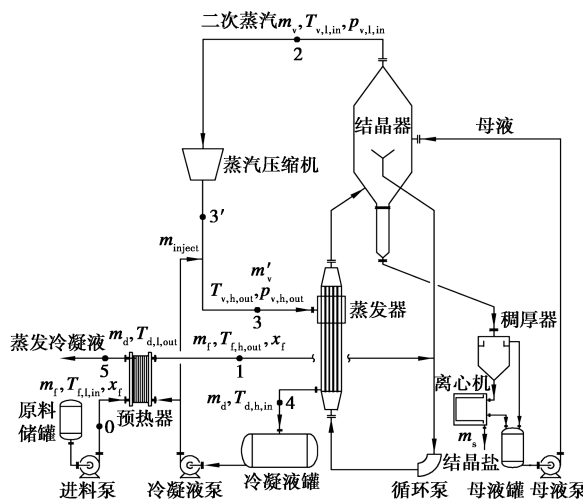 二次蒸汽 m_v, T_v,l,in, p_v,l,in
2
结晶器
母液
蒸汽压缩机
3′
m_inject
m′_v
T_v,h,out, p_v,h,out
3
蒸发器
稠厚器
m_d, T_d,l,out
m_f, T_f,h,out, x_f
蒸发冷凝液
5
1
m_f, T_f,l,in, x_f
预热器
0
m_d, T_d,h,in
4
离心机
原料
储罐
m_s
结晶盐
进料泵
冷凝液泵
冷凝液罐
循环泵
母液罐
母液泵